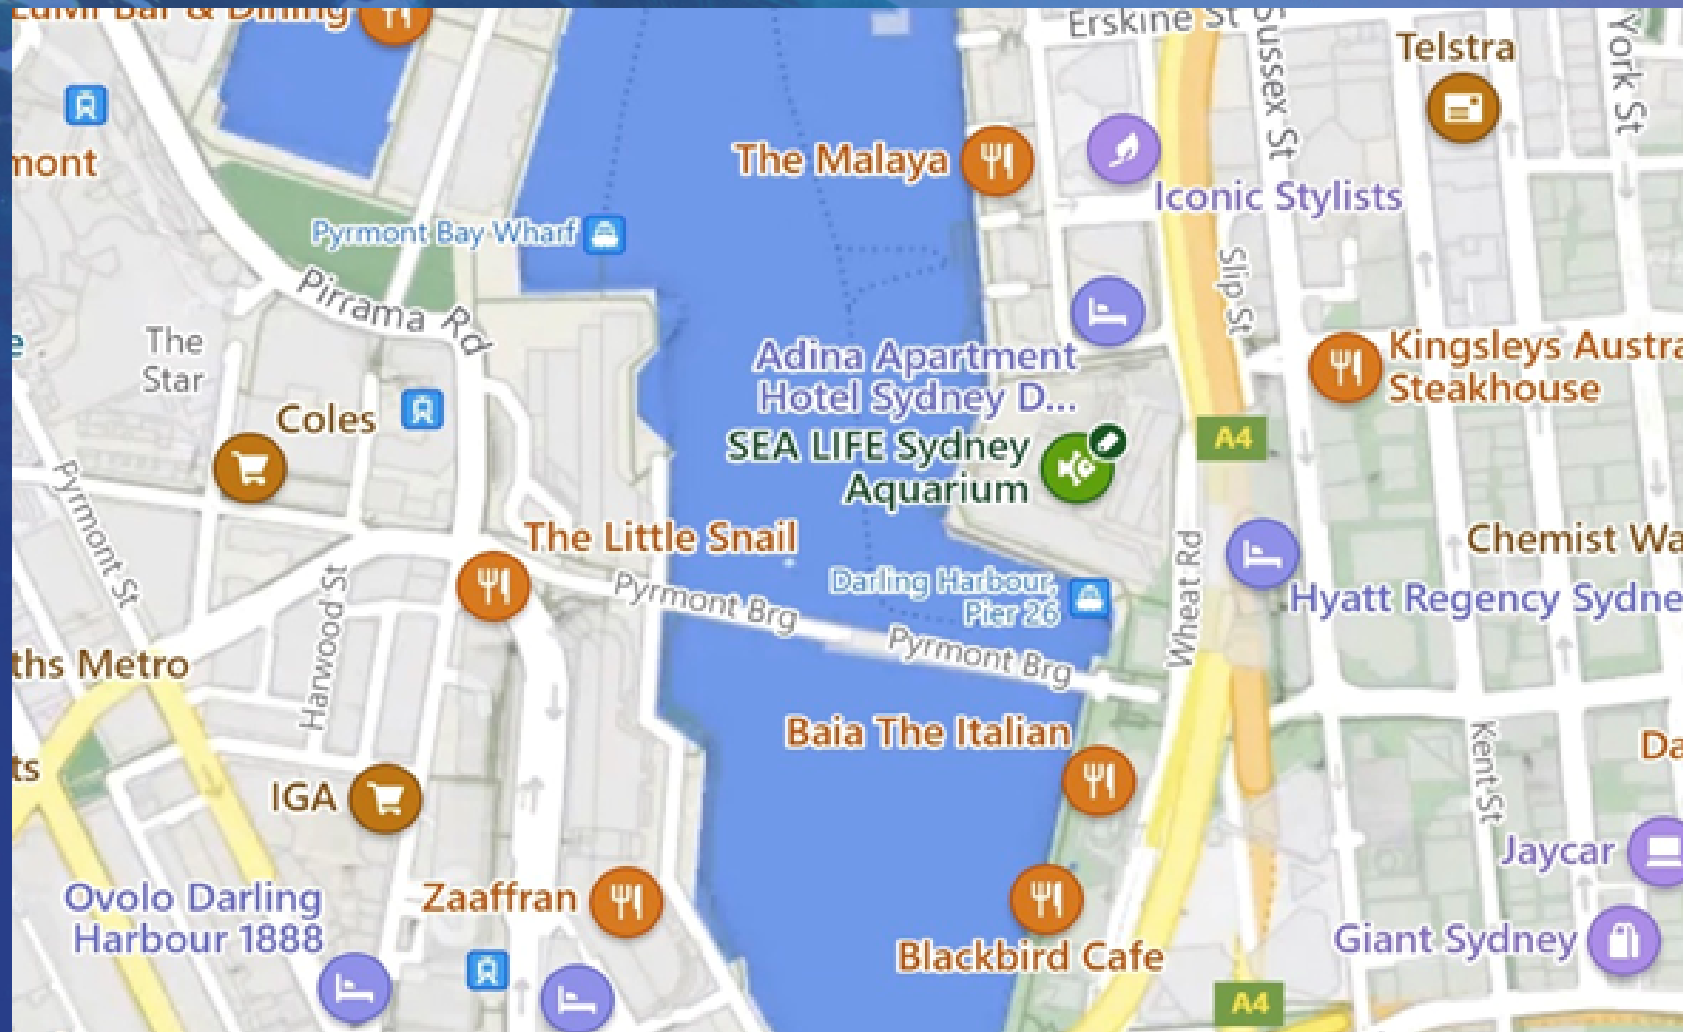 Erskine St
Sussex St
York St
Telstra
mont
The Malaya
Iconic Stylists
Pyrmont Bay Wharf
Pirrama Rd
Slip St
The
Star
Adina Apartment
Hotel Sydney D...
Kingsleys Austra
Steakhouse
Coles
SEA LIFE Sydney
Aquarium
A4
Pyrmont St
The Little Snail
Chemist Wa
Harwood St
Pyrmont Brg
Darling Harbour,
Pier 26
Wheat Rd
Hyatt Regency Sydne
Pyrmont Brg
ths Metro
Baia The Italian
Kent St
Da
ts
IGA
Jaycar
Ovolo Darling
Harbour 1888
Zaaffran
Blackbird Cafe
Giant Sydney
A4